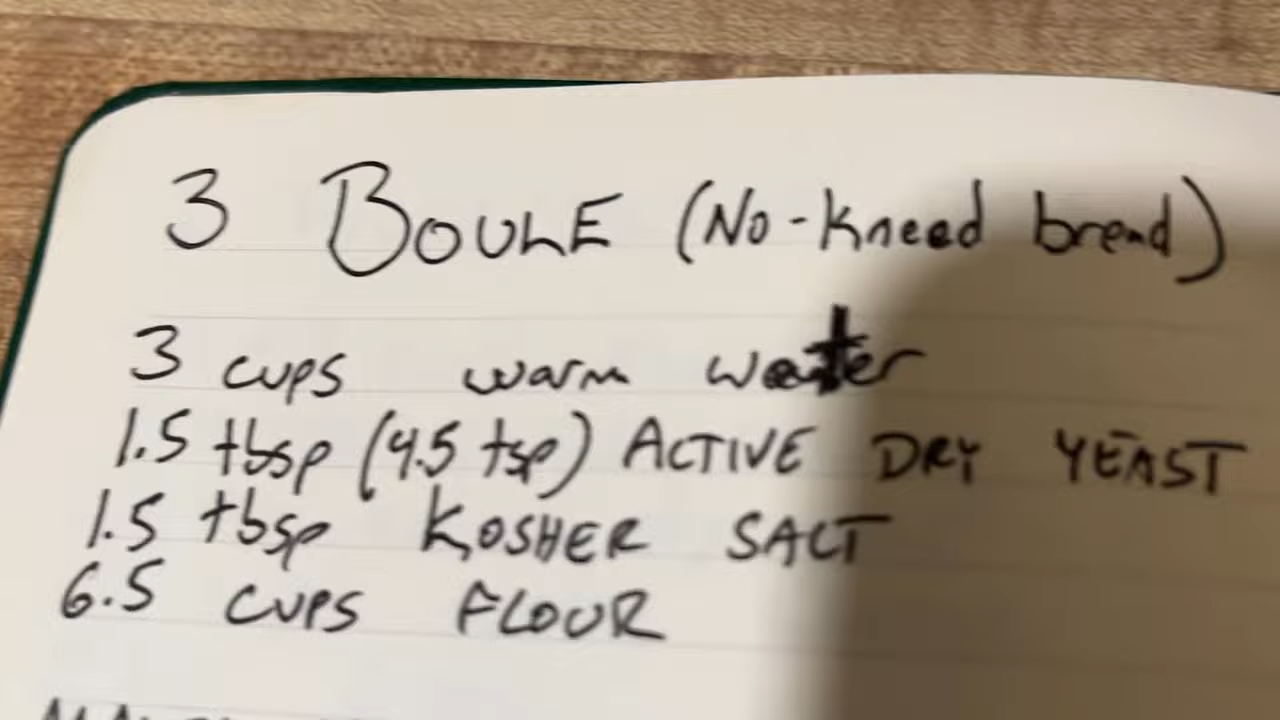 3 BOULE (No-kneed bread)
3 cups warm water
1.5 tbsp (4.5 tsp) ACTIVE DRY YEAST
1.5 tbsp KOSHER SALT
6.5 CUPS FLOUR